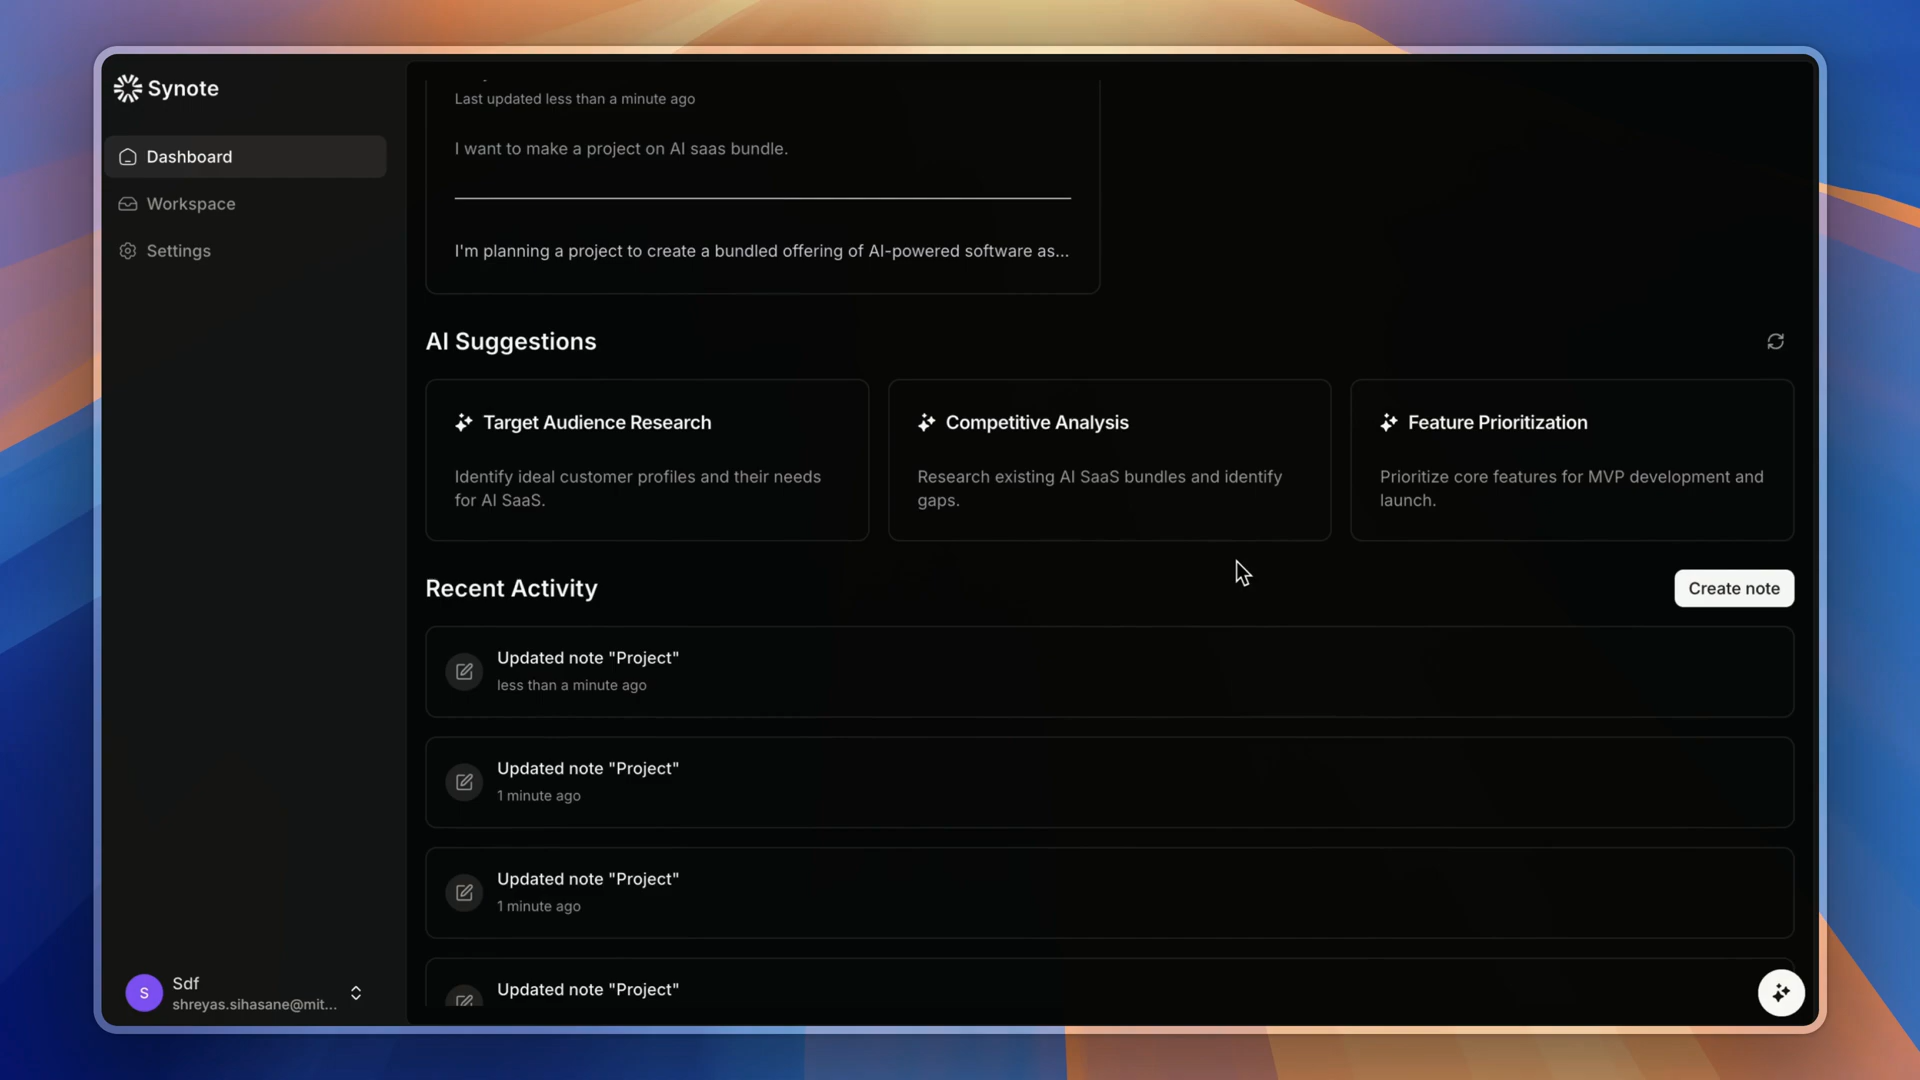 Synote
Dashboard
Workspace
Settings
Last updated less than a minute ago
I want to make a project on AI saas bundle.
I'm planning a project to create a bundled offering of AI-powered software as...
AI Suggestions
Target Audience Research
Identify ideal customer profiles and their needs
for AI SaaS.
Competitive Analysis
Research existing AI SaaS bundles and identify
gaps.
Feature Prioritization
Prioritize core features for MVP development and
launch.
Recent Activity
Create note
Updated note "Project"
less than a minute ago
Updated note "Project"
1 minute ago
Updated note "Project"
1 minute ago
Updated note "Project"
S
Sdf
shreyas.sihasane@mit...